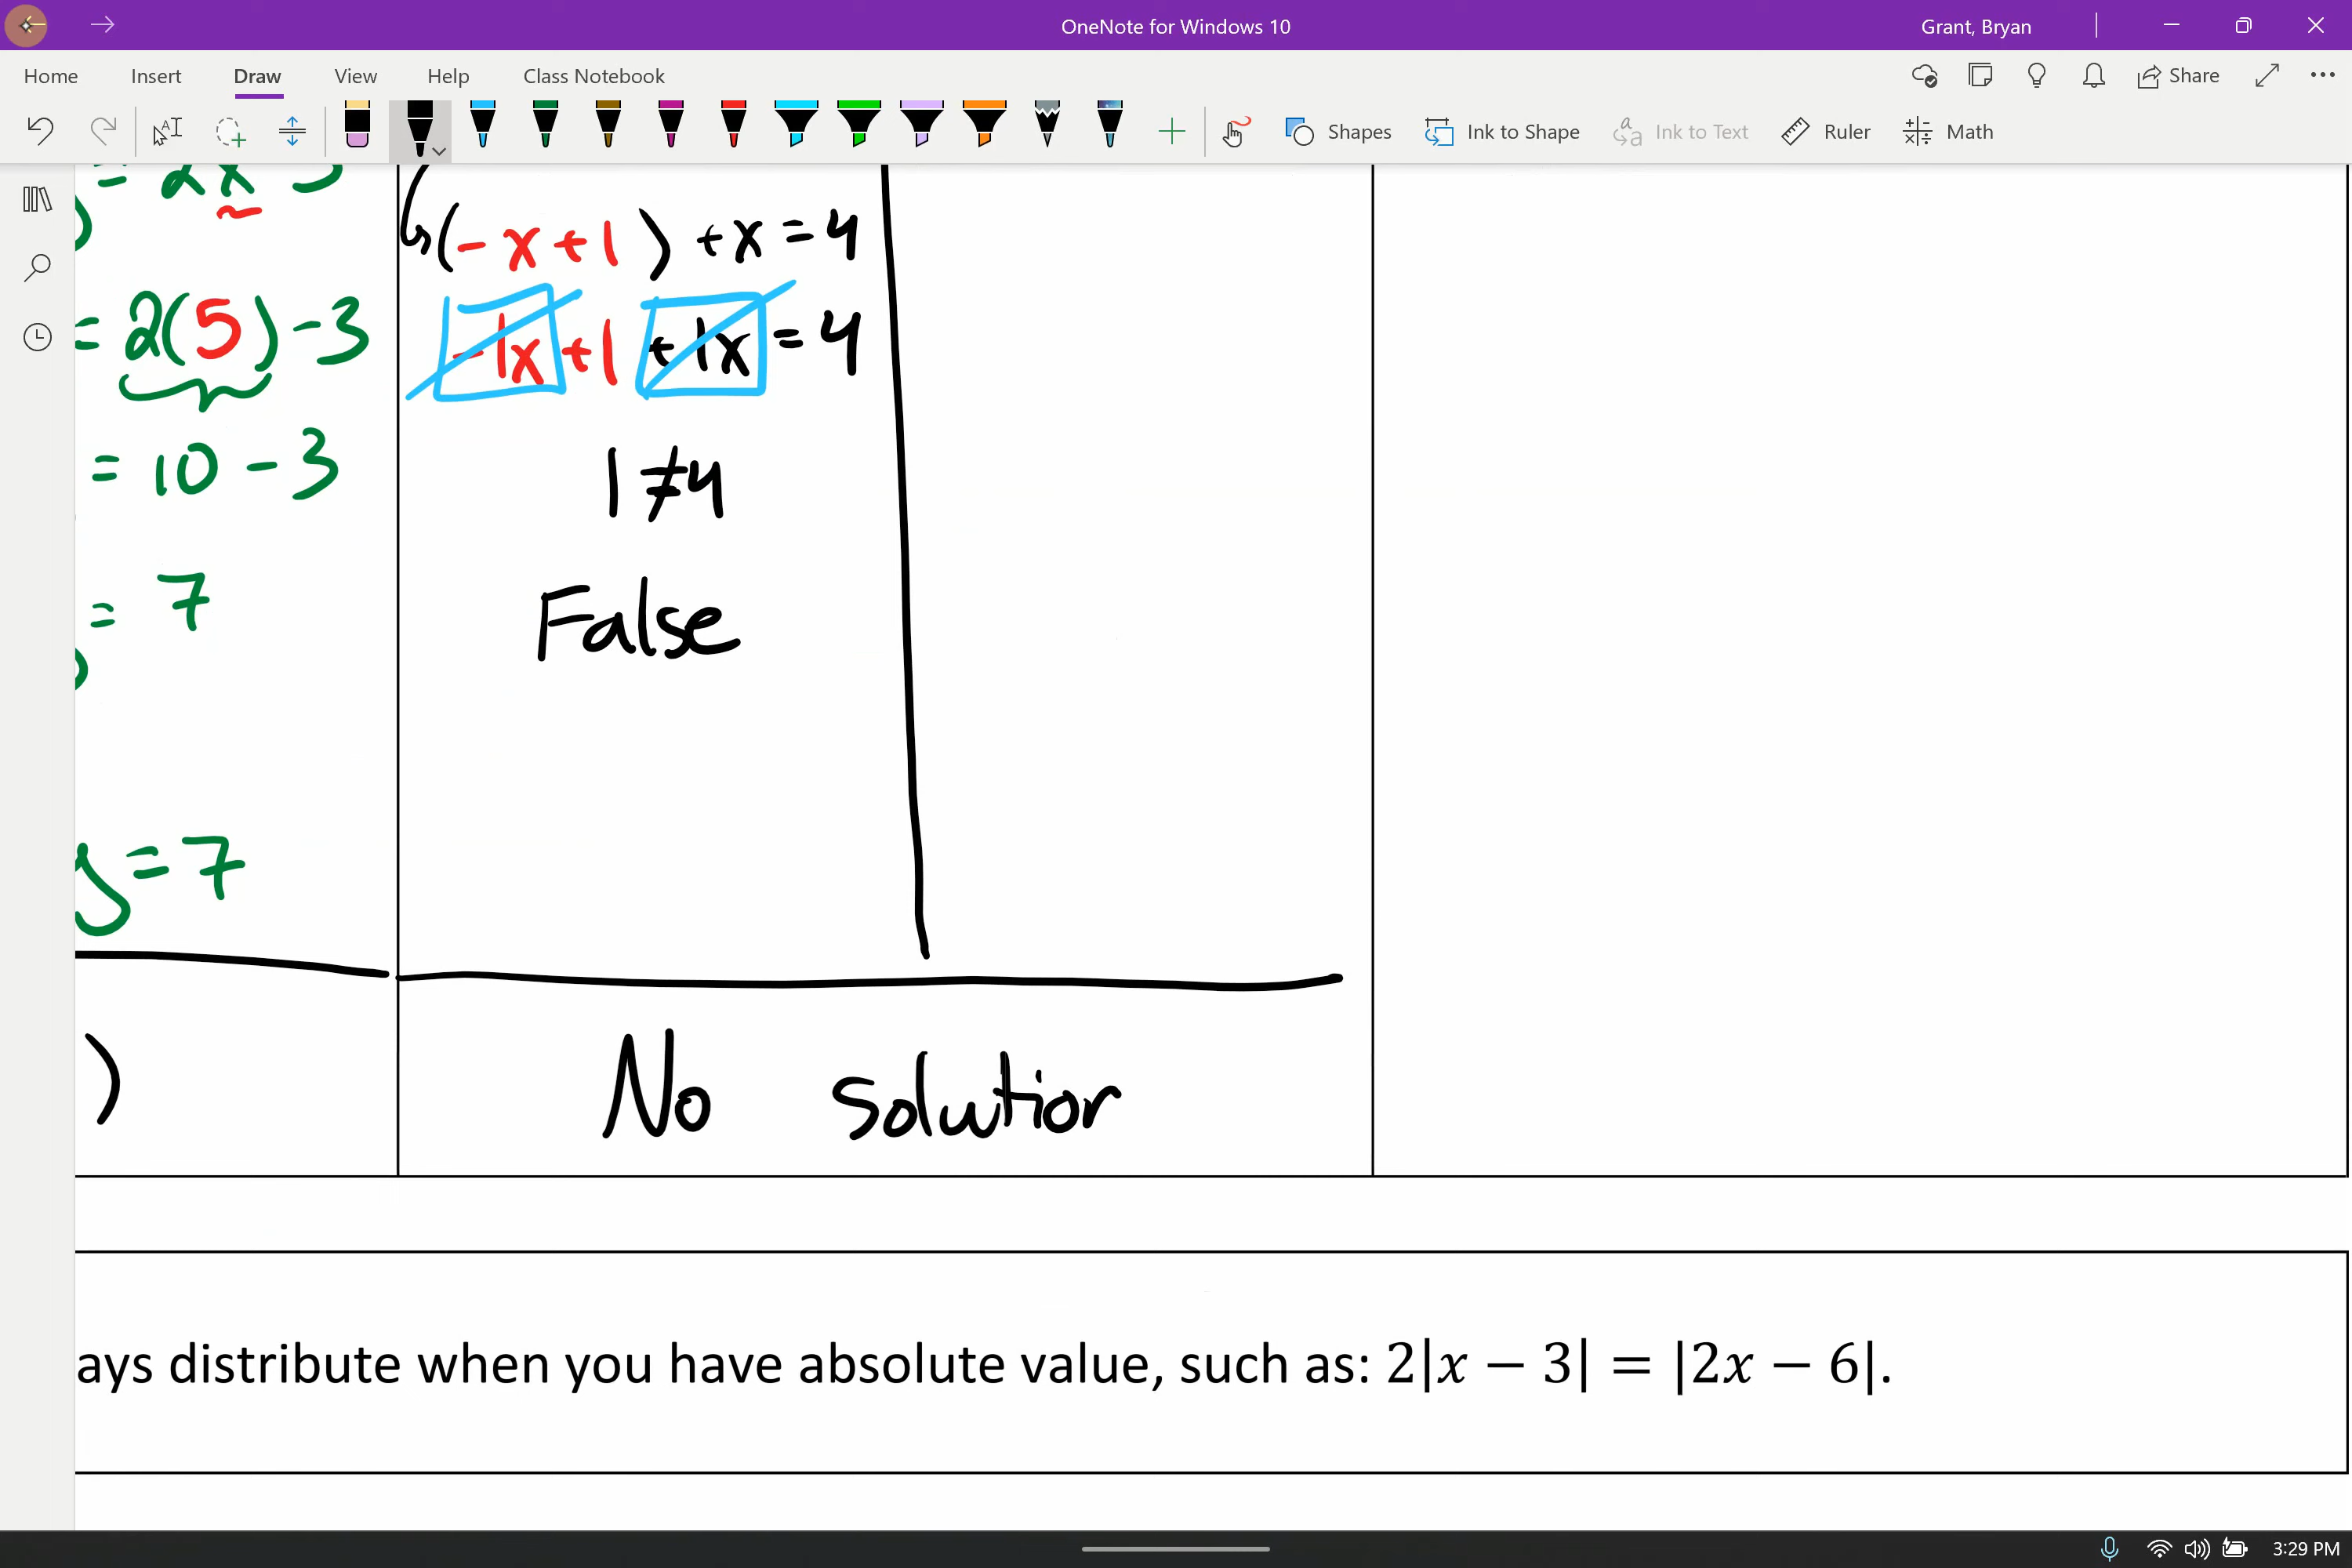 OneNote for Windows 10
Grant, Bryan
Home Insert Draw View Help Class Notebook
Share
Shapes Ink to Shape Ink to Text Ruler Math
= 2x
(-x+1) +x=4
= 2(5)-3
-1x+1 +1x=4
= 10-3
1≠4
= 7
False
y=7
)
No solution
ays distribute when you have absolute value, such as: 2|x − 3| = |2x − 6|.
3:29 PM